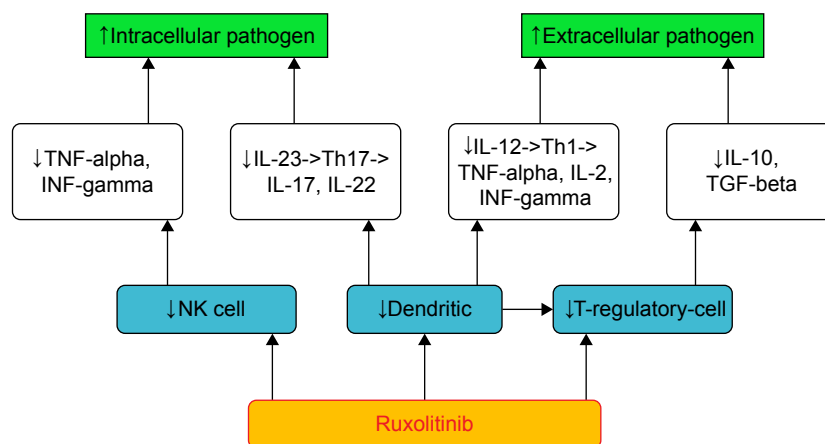 ↑Intracellular pathogen
↑Extracellular pathogen
↓TNF-alpha,
INF-gamma
↓IL-23->Th17->
IL-17, IL-22
↓IL-12->Th1->
TNF-alpha, IL-2,
INF-gamma
↓IL-10,
TGF-beta
↓NK cell
↓Dendritic
↓T-regulatory-cell
Ruxolitinib